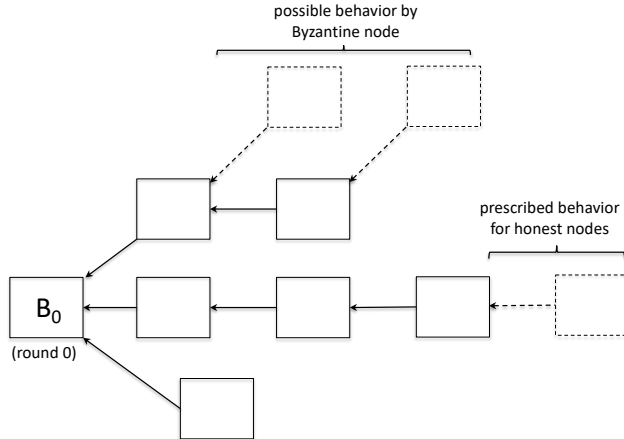 possible behavior by
Byzantine node
prescribed behavior
for honest nodes
B₀
(round 0)